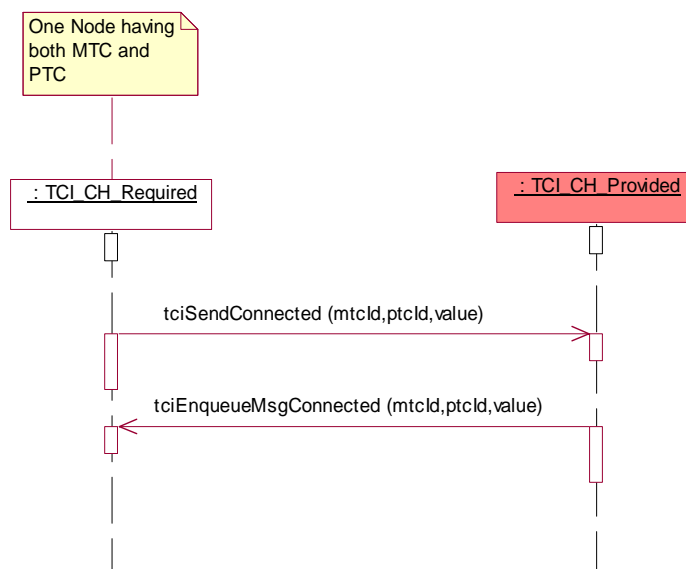 One Node having
both MTC and
PTC
: TCI_CH_Required
: TCI_CH_Provided
tciSendConnected (mtcId,ptcId,value)
tciEnqueueMsgConnected (mtcId,ptcId,value)